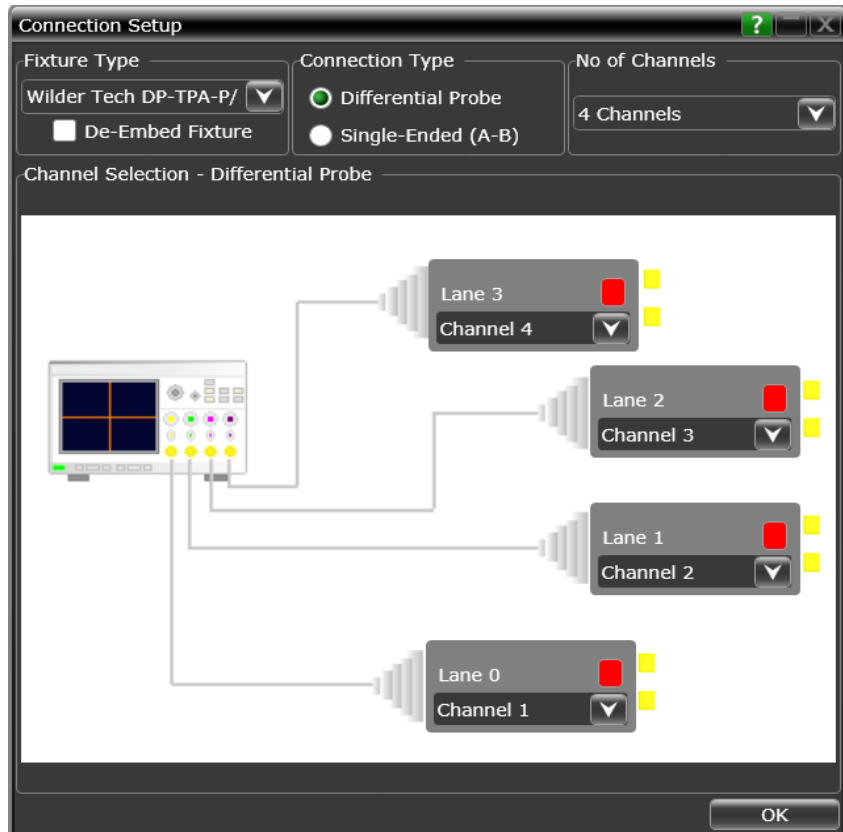 Connection Setup
?
X
Fixture Type
Connection Type
No of Channels
Wilder Tech DP-TPA-P/
De-Embed Fixture
Differential Probe
Single-Ended (A-B)
4 Channels
Channel Selection - Differential Probe
Lane 3
Channel 4
Lane 2
Channel 3
Lane 1
Channel 2
Lane 0
Channel 1
OK